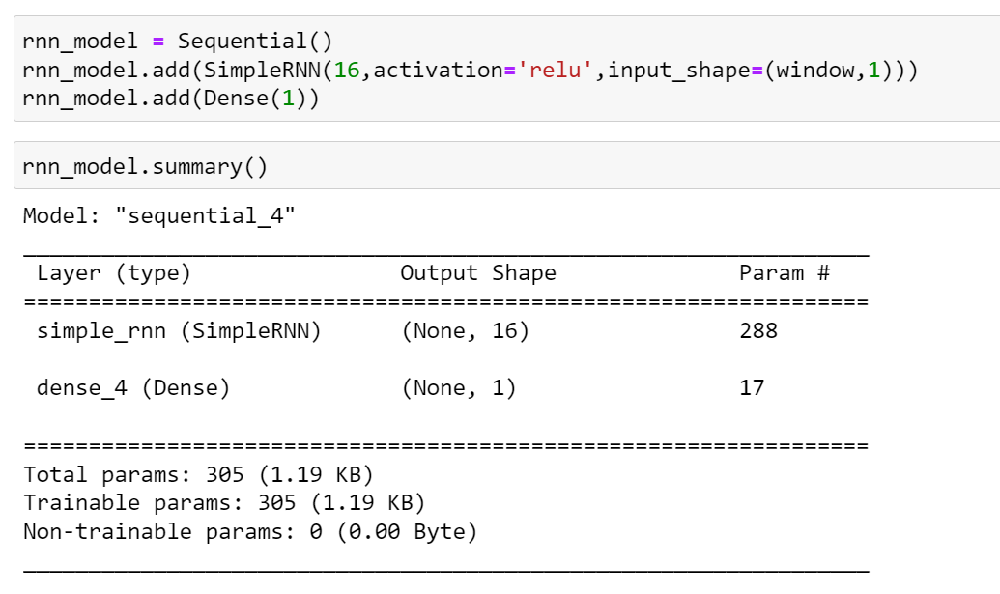 rnn_model = Sequential()
rnn_model.add(SimpleRNN(16,activation='relu',input_shape=(window,1)))
rnn_model.add(Dense(1))
rnn_model.summary()
Model: "sequential_4"
_________________________________________________________________
Layer (type) Output Shape Param #
=================================================================
simple_rnn (SimpleRNN) (None, 16) 288
dense_4 (Dense) (None, 1) 17
=================================================================
Total params: 305 (1.19 KB)
Trainable params: 305 (1.19 KB)
Non-trainable params: 0 (0.00 Byte)
_________________________________________________________________